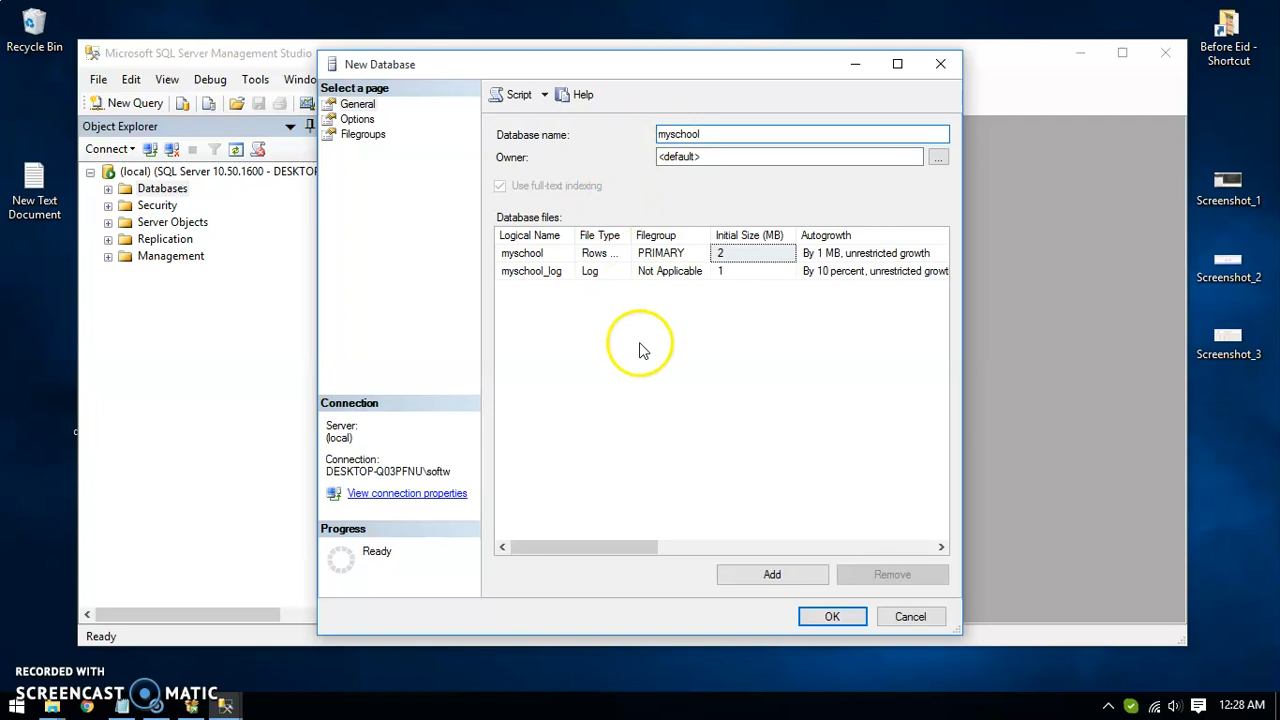 Recycle Bin
New Text
Document
Before Eid -
Shortcut
Screenshot_1
Screenshot_2
Screenshot_3
Microsoft SQL Server Management Studio
File Edit View Debug Tools Windo
New Query
Object Explorer
Connect
(local) (SQL Server 10.50.1600 - DESKTOP
Databases
Security
Server Objects
Replication
Management
Ready
New Database
Select a page
General
Options
Filegroups
Connection
Server:
(local)
Connection:
DESKTOP-Q03PFNU\softw
View connection properties
Progress
Ready
Script Help
Database name: myschool
Owner: <default> ...
Use full-text indexing
Database files:
Logical Name File Type Filegroup Initial Size (MB) Autogrowth
myschool Rows ... PRIMARY 2 By 1 MB, unrestricted growth
myschool_log Log Not Applicable 1 By 10 percent, unrestricted growt
Add Remove
OK Cancel
RECORDED WITH
SCREENCAST MATIC
12:28 AM